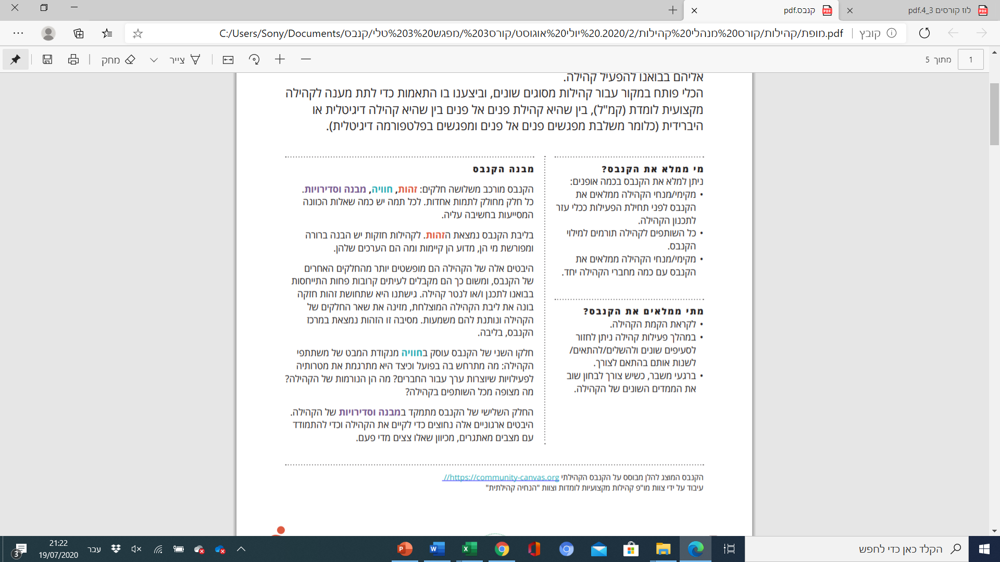 לוז קורסים 3_4.pdf
קנבס.pdf
קובץ
C:/Users/Sony/Documents/מופת/קהילות/קורס%20מנהלי%20קהילות/2020/2.%20יולי%20אוגוסט/קורס%203/מפגש%203%20טלי/קנבס.pdf
1 מתוך 5
צייר
מחק
אליהם בבואנו להפעיל קהילה.
הכלי פותח במקור עבור קהילות מסוגים שונים, וביצענו בו התאמות כדי לתת מענה לקהילה
מקצועית לומדת (קמ"ל), בין שהיא קהילת פנים אל פנים בין שהיא קהילה דיגיטלית או
היברידית (כלומר משלבת מפגשים פנים אל פנים ומפגשים בפלטפורמה דיגיטלית).
מי ממלא את הקנבס?
ניתן למלא את הקנבס בכמה אופנים:
• מקימי/מנחי הקהילה ממלאים את
הקנבס לפני תחילת הפעילות ככלי עזר
לתכנון הקהילה.
• כל השותפים לקהילה תורמים למילוי
הקנבס.
• מקימי/מנחי הקהילה ממלאים את
הקנבס עם כמה מחברי הקהילה יחד.
מתי ממלאים את הקנבס?
• לקראת הקמת הקהילה.
• במהלך פעילות קהילה ניתן לחזור
לסעיפים שונים ולהשלים/להתאים/
לשנות אותם בהתאם לצורך.
• ברגעי משבר, כשיש צורך לבחון שוב
את הממדים השונים של הקהילה.
מבנה הקנבס
הקנבס מורכב משלושה חלקים: זהות, חוויה, מבנה וסדירויות.
כל חלק מחולק לתמות אחדות. לכל תמה יש כמה שאלות הכוונה
המסייעות בחשיבה עליה.
בליבת הקנבס נמצאת הזהות. לקהילות חזקות יש הבנה ברורה
ומפורשת מי הן, מדוע הן קיימות ומה הם הערכים שלהן.
היבטים אלה של הקהילה הם מופשטים יותר מהחלקים האחרים
של הקנבס, ומשום כך הם מקבלים לעיתים קרובות פחות התייחסות
בבואנו לתכנן ו/או לנטר קהילה. גישתנו היא שתחושת זהות חזקה
בונה את ליבת הקהילה המוצלחת, מזינה את שאר החלקים של
הקהילה ונותנת להם משמעות. מסיבה זו הזהות נמצאת במרכז
הקנבס, בליבה.
חלקו השני של הקנבס עוסק בחוויה מנקודת המבט של משתתפי
הקהילה: מה מתרחש בה בפועל וכיצד היא מתרגמת את מטרותיה
לפעילויות שיוצרות ערך עבור החברים? מה הן הנורמות של הקהילה?
מה מצופה מכל השותפים בקהילה?
החלק השלישי של הקנבס מתמקד במבנה וסדירויות של הקהילה.
היבטים ארגוניים אלה נחוצים כדי לקיים את הקהילה וכדי להתמודד
עם מצבים מאתגרים, מכיוון שאלו צצים מדי פעם.
הקנבס המוצג להלן מבוסס על הקנבס הקהילתי https://community-canvas.org//
עיבוד על ידי צוות מו"פ קהילות מקצועיות לומדות וצוות "הנחיה קהילתית"
הקלד כאן כדי לחפש
עבר
21:22
19/07/2020
3